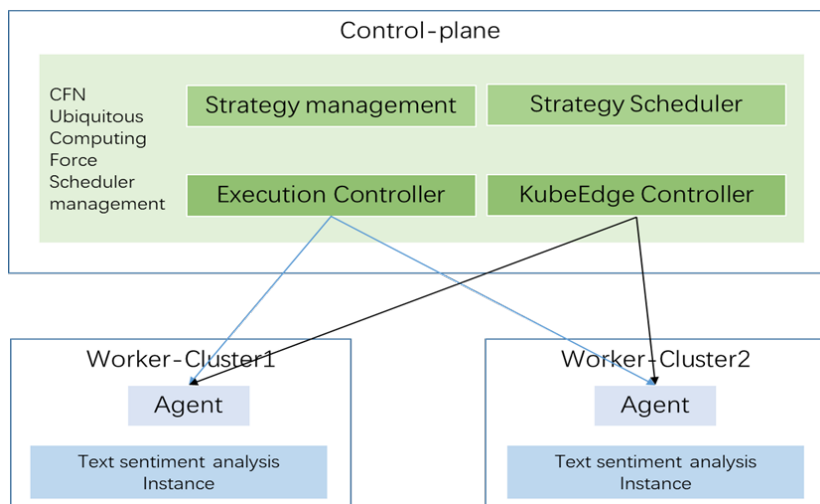 Control-plane
CFN
Ubiquitous
Computing
Force
Scheduler
management
Strategy management
Strategy Scheduler
Execution Controller
KubeEdge Controller
Worker-Cluster1
Agent
Text sentiment analysis
Instance
Worker-Cluster2
Agent
Text sentiment analysis
Instance